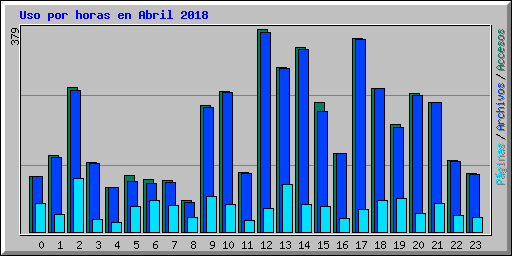 Uso por horas en Abril 2018
379
Páginas / Archivos / Accesos
0 1 2 3 4 5 6 7 8 9 10 11 12 13 14 15 16 17 18 19 20 21 22 23